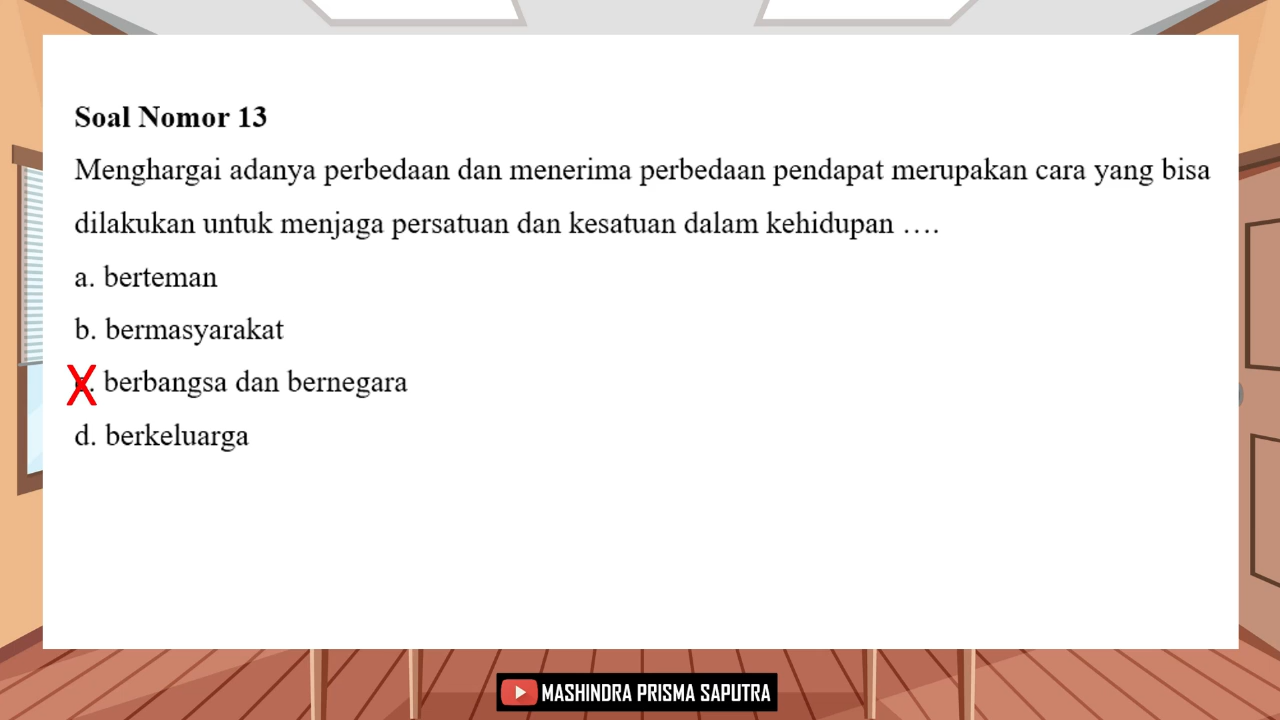 Soal Nomor 13
Menghargai adanya perbedaan dan menerima perbedaan pendapat merupakan cara yang bisa
dilakukan untuk menjaga persatuan dan kesatuan dalam kehidupan ….
a. berteman
b. bermasyarakat
c. berbangsa dan bernegara
d. berkeluarga
MASHINDRA PRISMA SAPUTRA